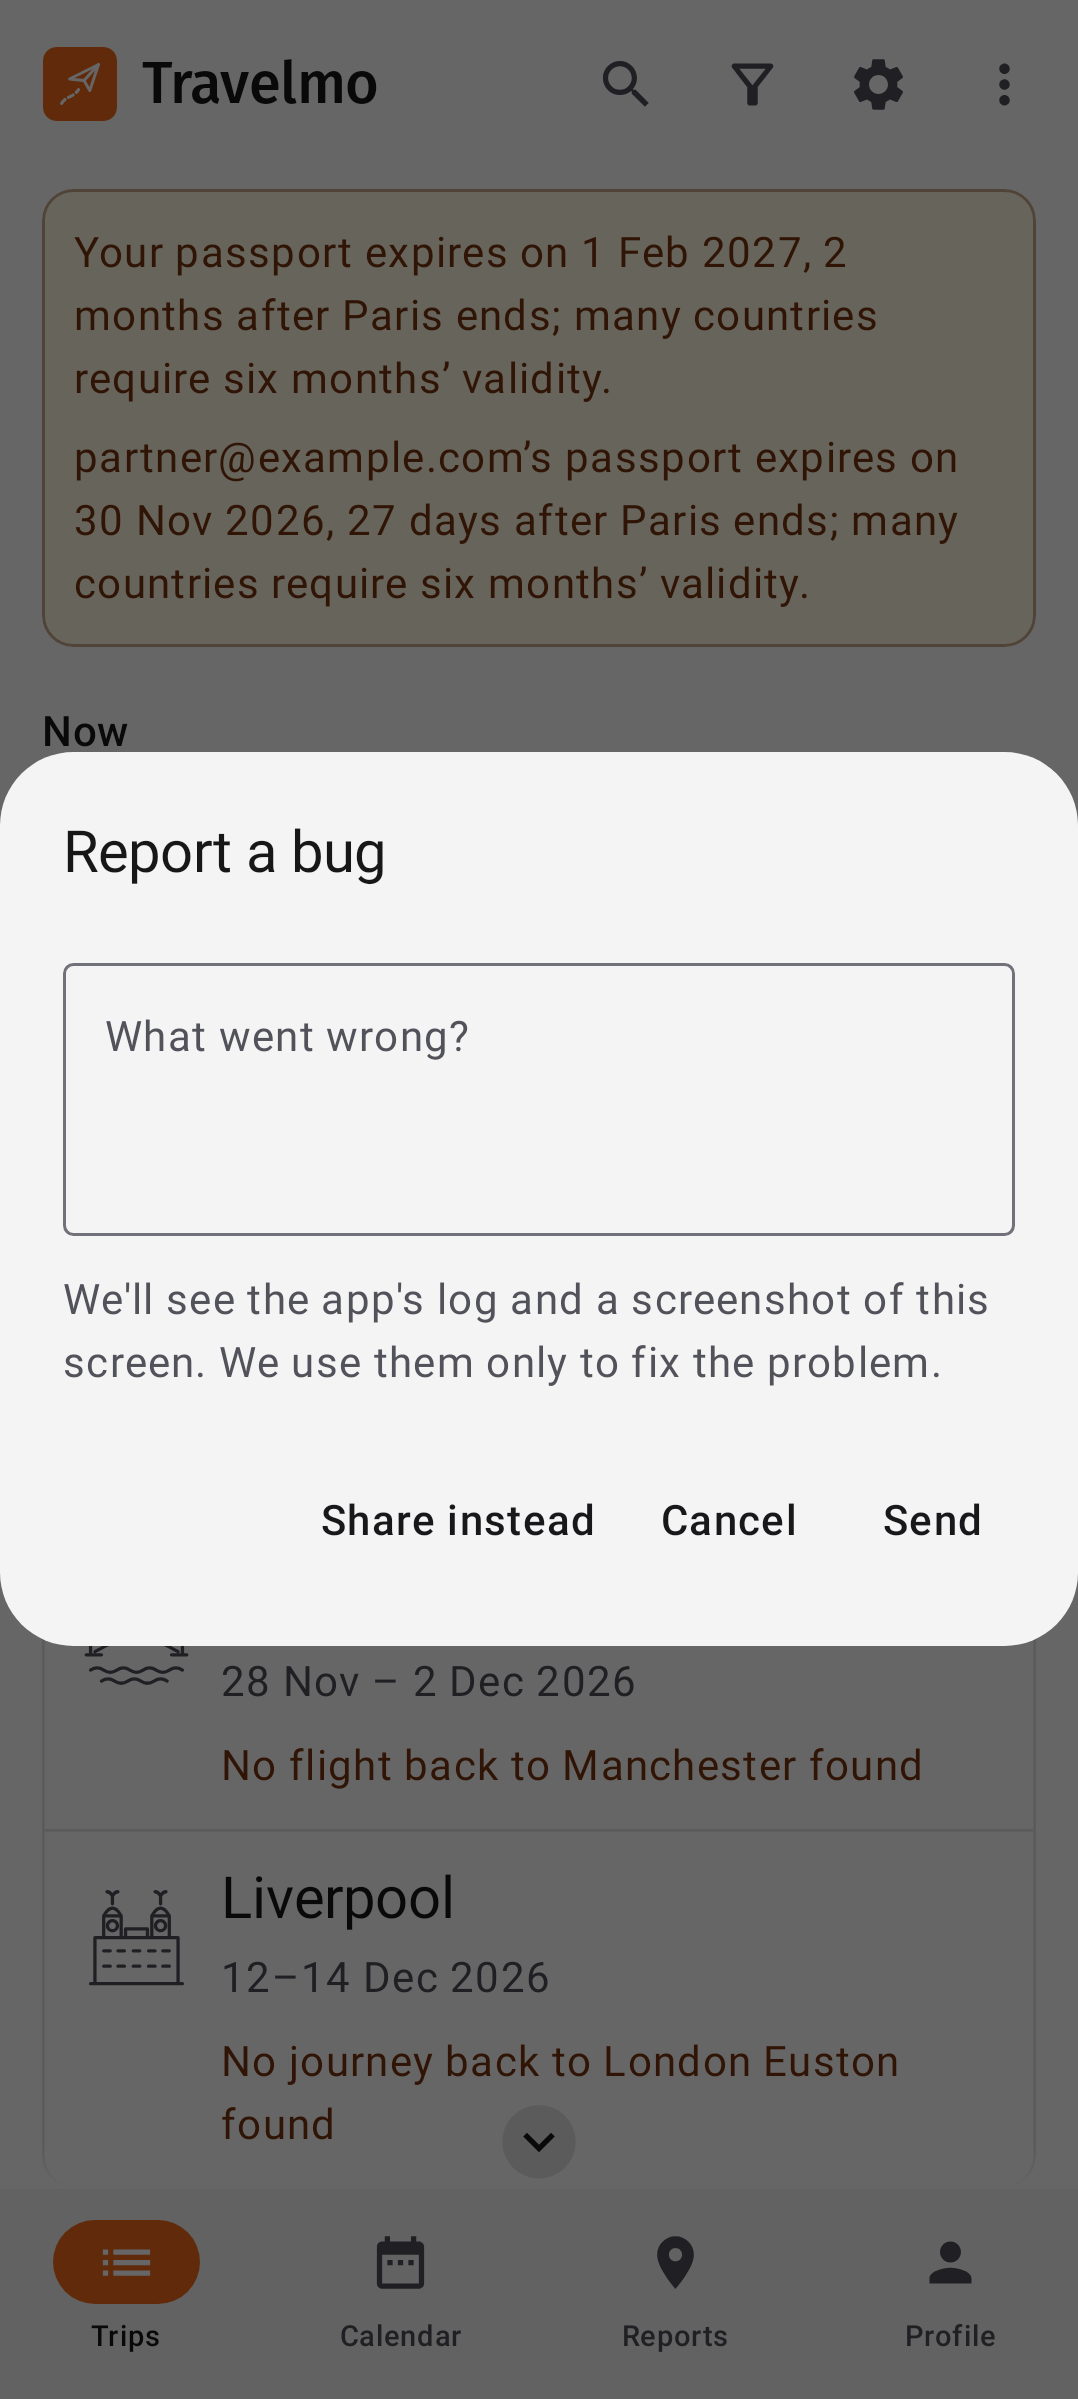 Travelmo
Your passport expires on 1 Feb 2027, 2
months after Paris ends; many countries
require six months’ validity.
partner@example.com’s passport expires on
30 Nov 2026, 27 days after Paris ends; many
countries require six months’ validity.
Now
Report a bug
What went wrong?
We'll see the app's log and a screenshot of this
screen. We use them only to fix the problem.
Share instead
Cancel
Send
28 Nov – 2 Dec 2026
No flight back to Manchester found
Liverpool
12–14 Dec 2026
No journey back to London Euston
found
Trips
Calendar
Reports
Profile